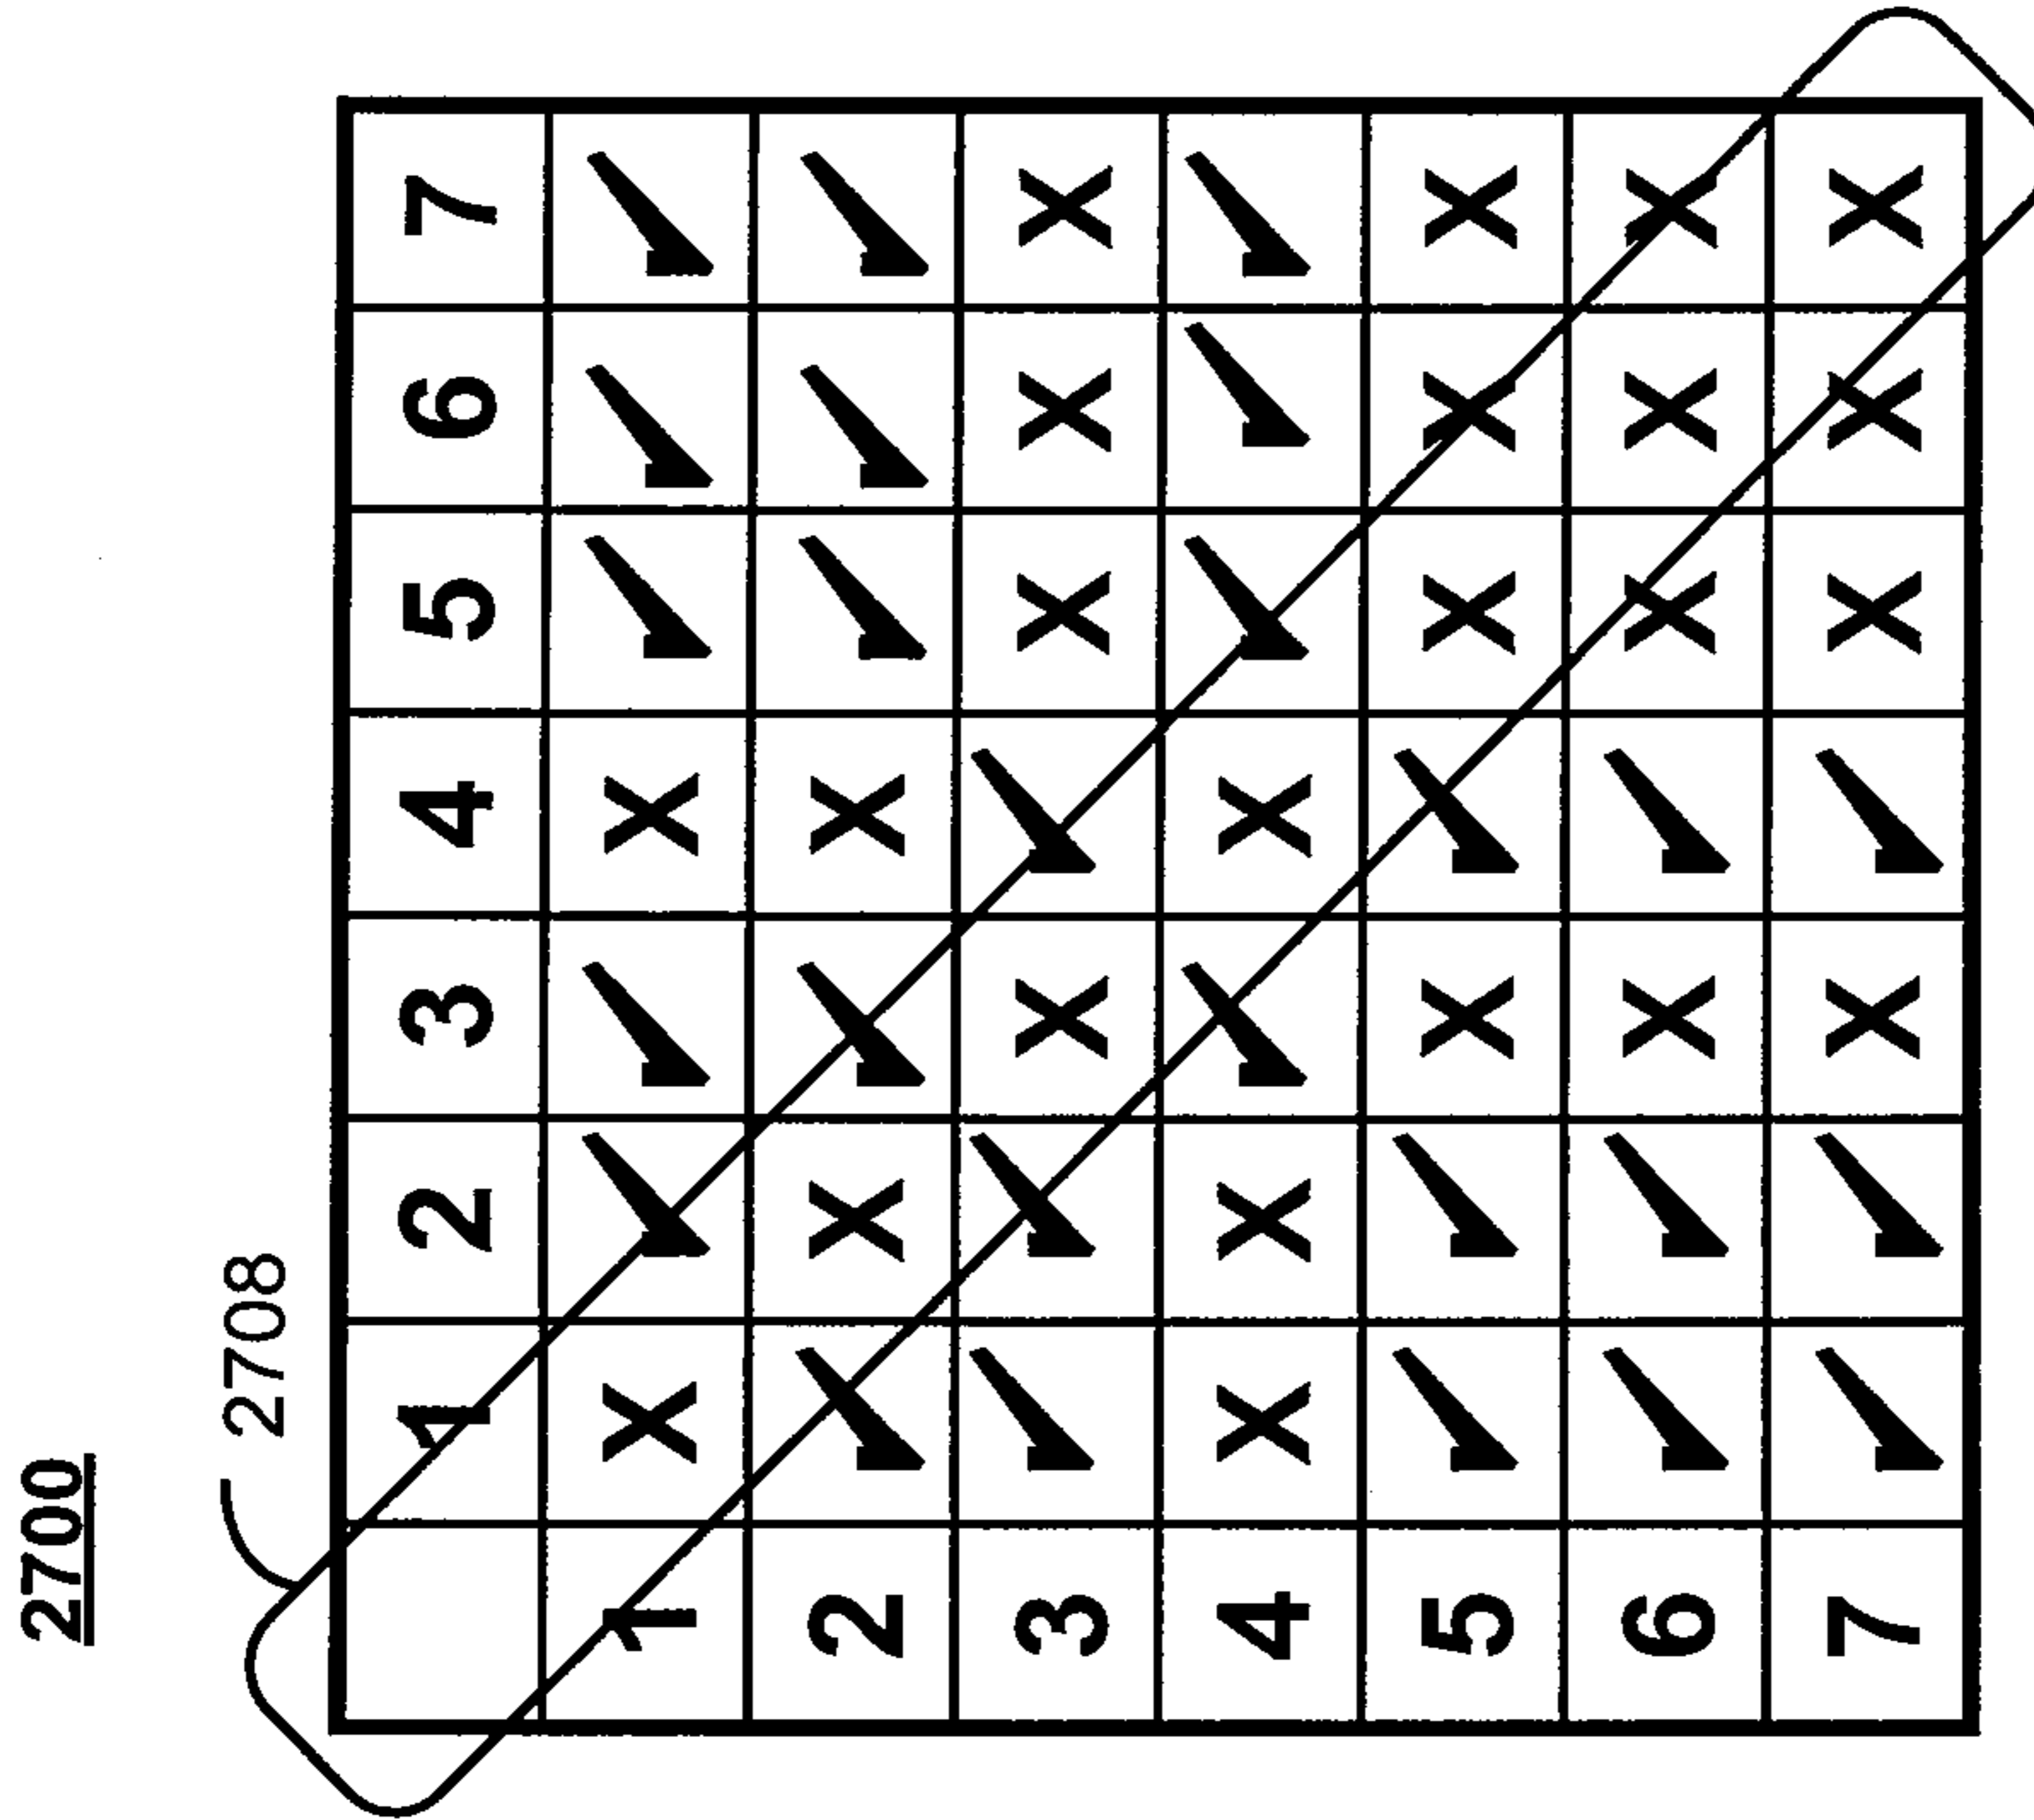 2700
2708
1 2 3 4 5 6 7
1 X ✓ ✓ X ✓ ✓ ✓
2 ✓ X ✓ X ✓ ✓ ✓
3 ✓ ✓ X ✓ X X X
4 X X ✓ X ✓ ✓ ✓
5 ✓ ✓ X ✓ X X X
6 ✓ ✓ X ✓ X X X
7 ✓ ✓ X ✓ X X X